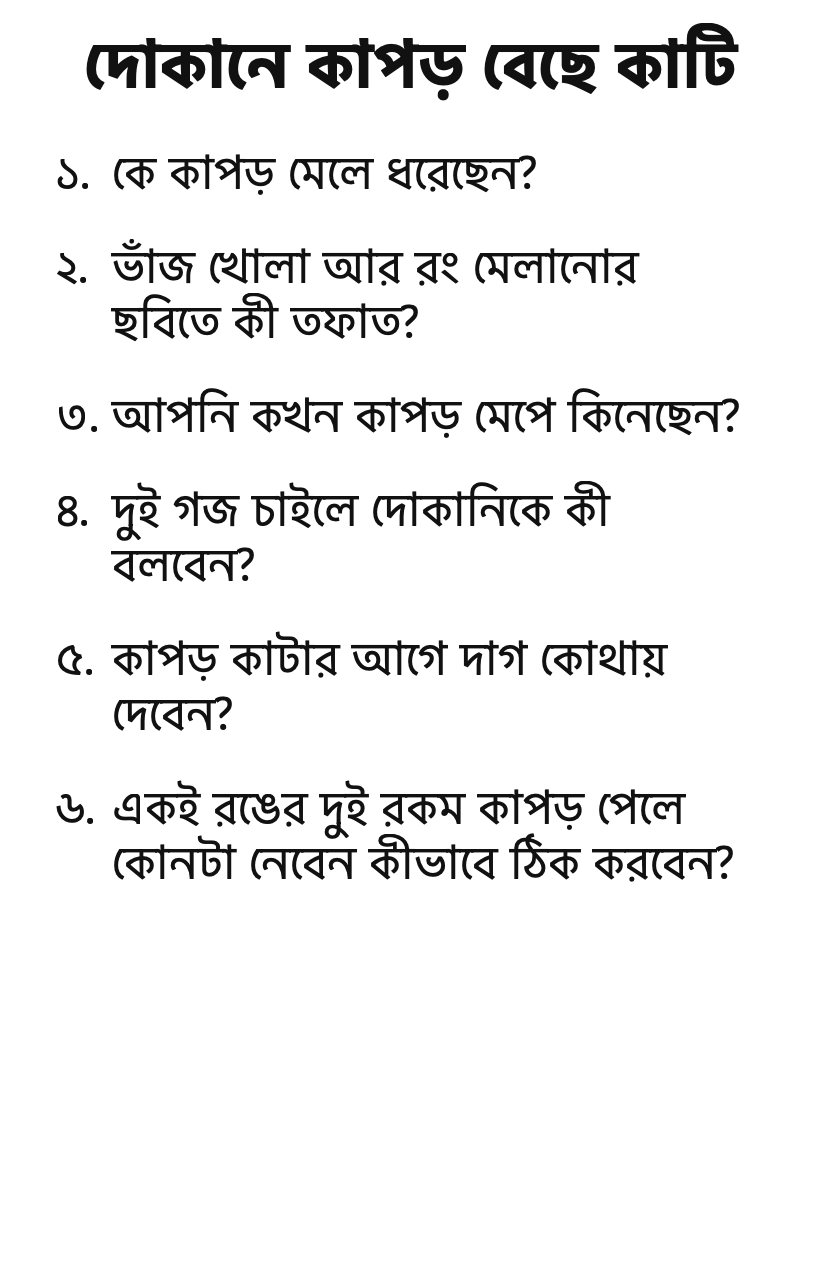 দোকানে কাপড় বেছে কাটি
১. কে কাপড় মেলে ধরেছেন?
২. ভাঁজ খোলা আর রং মেলানোর
ছবিতে কী তফাত?
৩. আপনি কখন কাপড় মেপে কিনেছেন?
৪. দুই গজ চাইলে দোকানিকে কী
বলবেন?
৫. কাপড় কাটার আগে দাগ কোথায়
দেবেন?
৬. একই রঙের দুই রকম কাপড় পেলে
কোনটা নেবেন কীভাবে ঠিক করবেন?